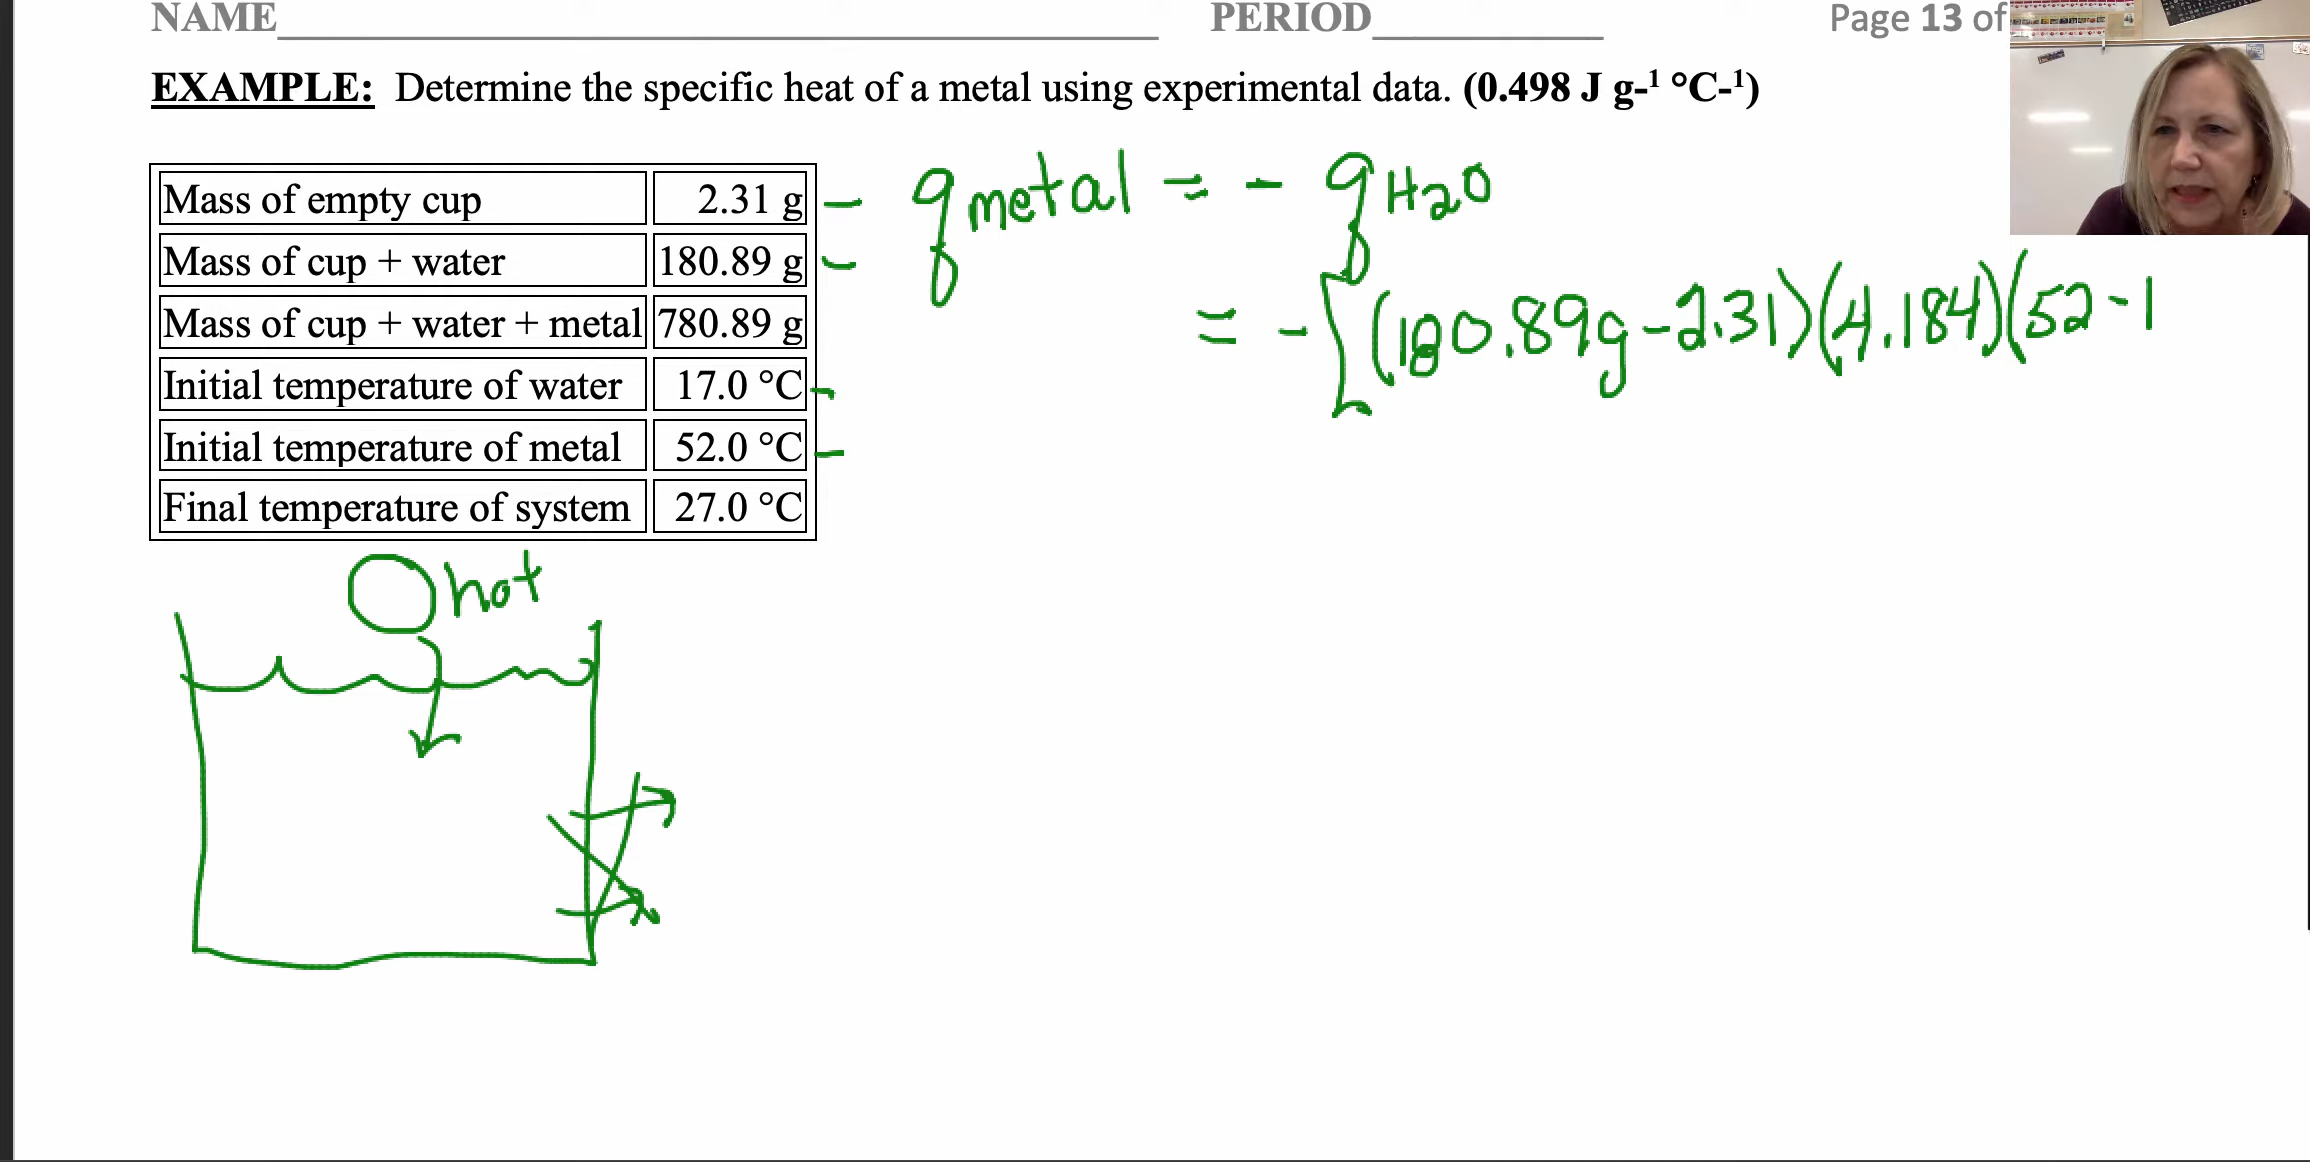 NAME PERIOD Page 13 of
EXAMPLE: Determine the specific heat of a metal using experimental data. (0.498 J g-¹ °C-¹)
Mass of empty cup 2.31 g
Mass of cup + water 180.89 g
Mass of cup + water + metal 780.89 g
Initial temperature of water 17.0 °C
Initial temperature of metal 52.0 °C
Final temperature of system 27.0 °C
q metal = - q H2O
= -[(180.89g-2.31)(4.184)(52-1
hot